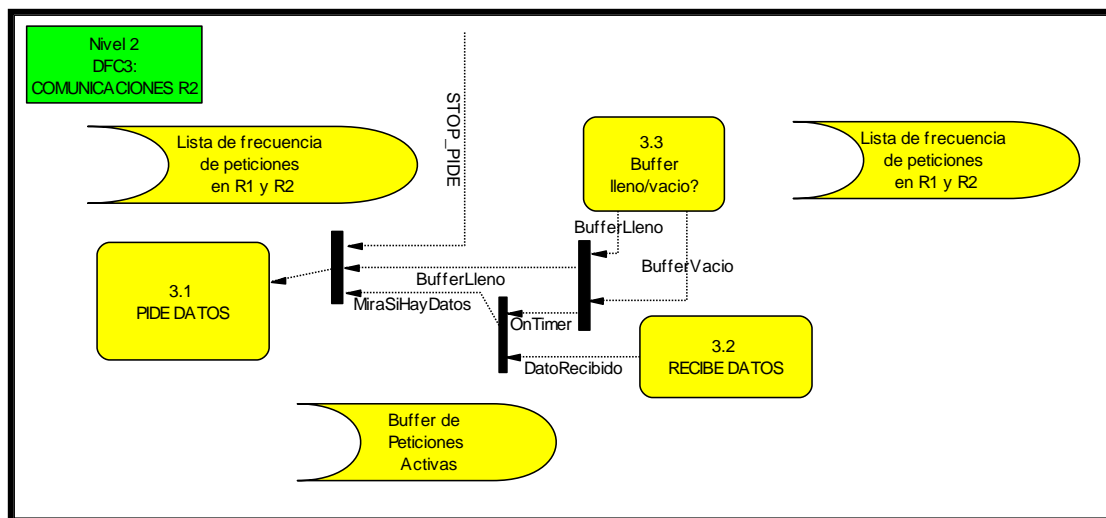 Nivel 2
DFC3:
COMUNICACIONES R2
STOP_PIDE
Lista de frecuencia
de peticiones
en R1 y R2
3.3
Buffer
lleno/vacio?
Lista de frecuencia
de peticiones
en R1 y R2
BufferLleno
BufferVacio
3.1
PIDE DATOS
BufferLleno
MiraSiHayDatos
OnTimer
DatoRecibido
3.2
RECIBE DATOS
Buffer de
Peticiones
Activas